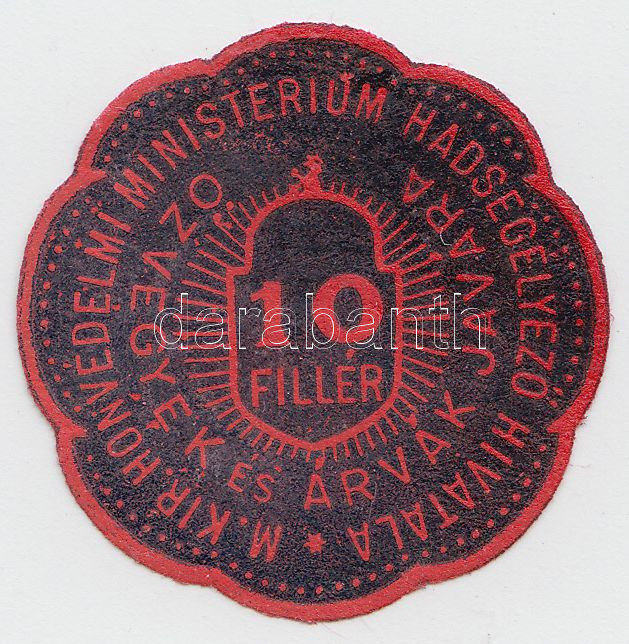 M. KIR. HONVÉDELMI MINISTERIUM HADSEGÉLYEZŐ HIVATALA
ÖZVEGYEK ÉS ÁRVÁK JAVÁRA
10
FILLÉR
darabanth